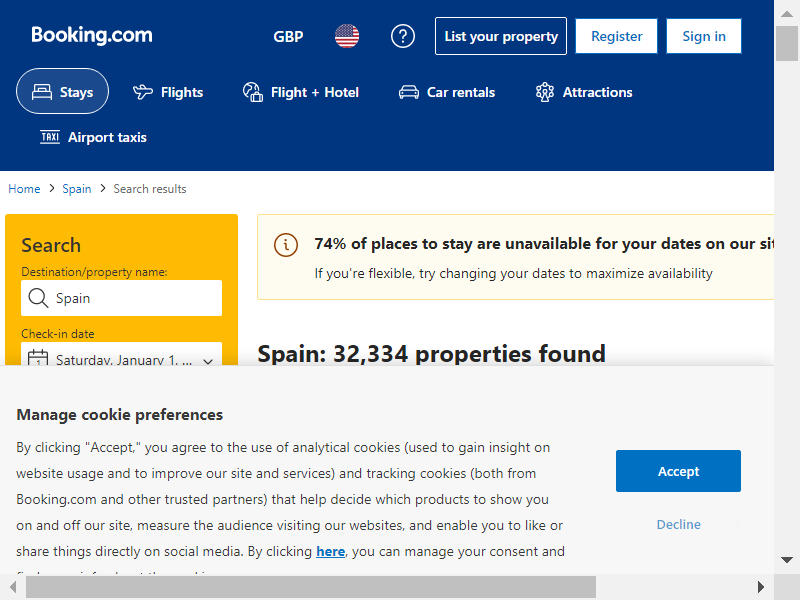 Booking.com
GBP
?
List your property
Register
Sign in
Stays
Flights
Flight + Hotel
Car rentals
Attractions
TAXI Airport taxis
Home > Spain > Search results
Search
Destination/property name:
Spain
Check-in date
Saturday, January 1, ...
74% of places to stay are unavailable for your dates on our
If you're flexible, try changing your dates to maximize availability
Spain: 32,334 properties found
Manage cookie preferences
By clicking "Accept," you agree to the use of analytical cookies (used to gain insight on
website usage and to improve our site and services) and tracking cookies (both from
Booking.com and other trusted partners) that help decide which products to show you
on and off our site, measure the audience visiting our websites, and enable you to like or
share things directly on social media. By clicking here, you can manage your consent and
Accept
Decline